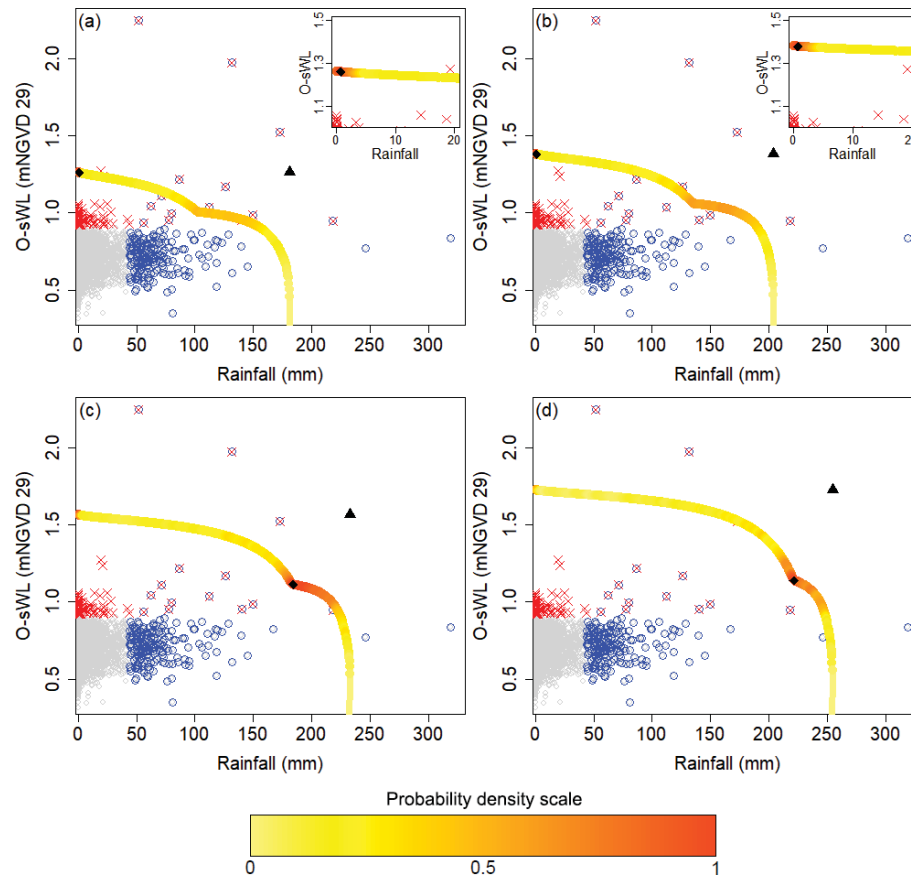 (a)
O-sWL (mNGVD 29)
2.0
1.5
1.0
0.5
0 50 100 150 200 250 300
Rainfall (mm)
O-sWL
1.5
1.3
1.1
0 10 20
Rainfall
(b)
O-sWL (mNGVD 29)
2.0
1.5
1.0
0.5
0 50 100 150 200 250 300
Rainfall (mm)
O-sWL
1.5
1.3
1.1
0 10 20
Rainfall
(c)
O-sWL (mNGVD 29)
2.0
1.5
1.0
0.5
0 50 100 150 200 250 300
Rainfall (mm)
(d)
O-sWL (mNGVD 29)
2.0
1.5
1.0
0.5
0 50 100 150 200 250 300
Rainfall (mm)
Probability density scale
0 0.5 1